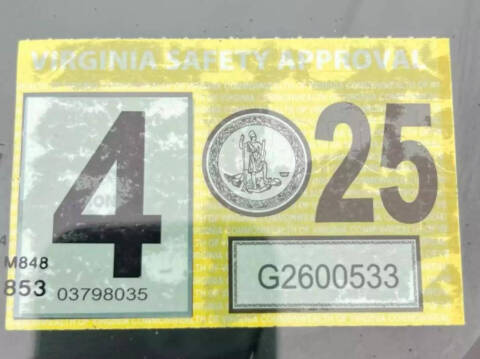 VIRGINIA SAFETY APPROVAL
4
25
G2600533
M848
853 03798035